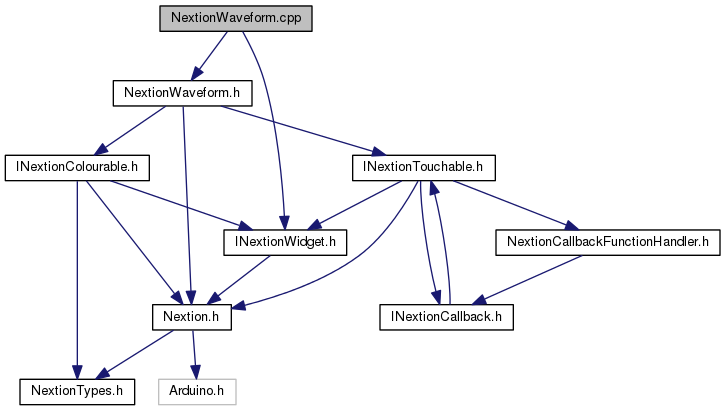 NextionWaveform.cpp
NextionWaveform.h
INextionColourable.h
INextionTouchable.h
INextionWidget.h
NextionCallbackFunctionHandler.h
Nextion.h
INextionCallback.h
NextionTypes.h
Arduino.h